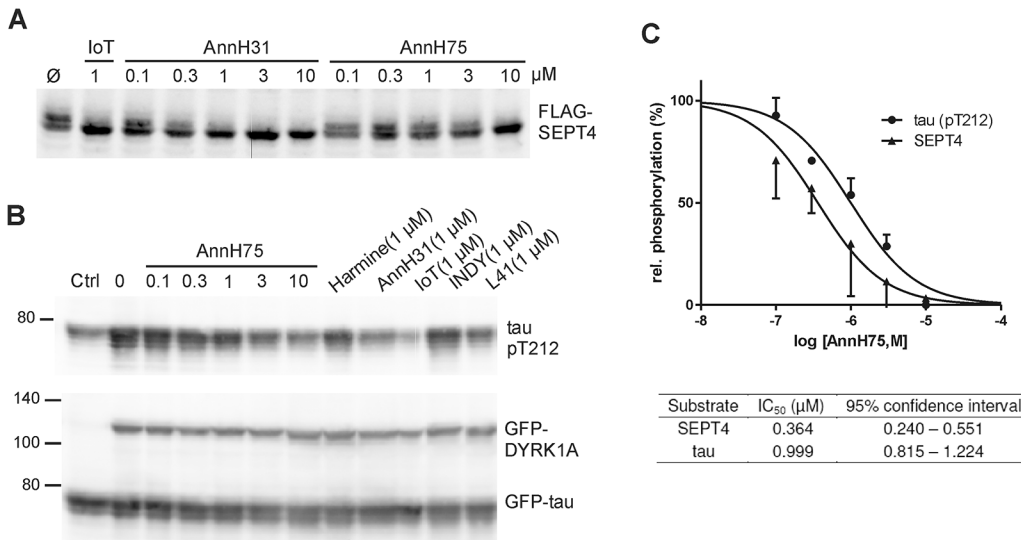 A
IoT AnnH31 AnnH75
Ø 1 0.1 0.3 1 3 10 0.1 0.3 1 3 10 µM
FLAG-
SEPT4
B
AnnH75
Ctrl 0 0.1 0.3 1 3 10 Harmine(1 µM) AnnH31(1 µM) IoT(1 µM) INDY(1 µM) L41(1 µM)
80
tau
pT212
140
GFP-
DYRK1A
100
80
GFP-tau
C
rel. phosphorylation (%)
100
50
0
tau (pT212)
SEPT4
-8 -7 -6 -5 -4
log [AnnH75,M]
Substrate IC50 (µM) 95% confidence interval
SEPT4 0.364 0.240 – 0.551
tau 0.999 0.815 – 1.224